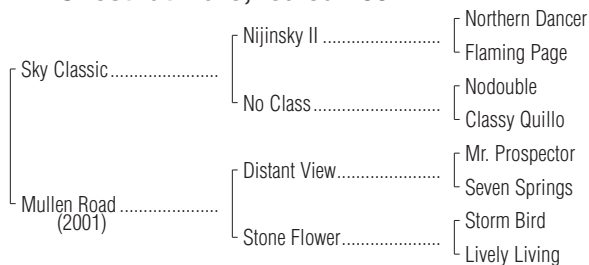 Northern Dancer
Nijinsky II
Flaming Page
Sky Classic
Nodouble
No Class
Classy Quillo
Mr. Prospector
Distant View
Seven Springs
Mullen Road
(2001)
Storm Bird
Stone Flower
Lively Living